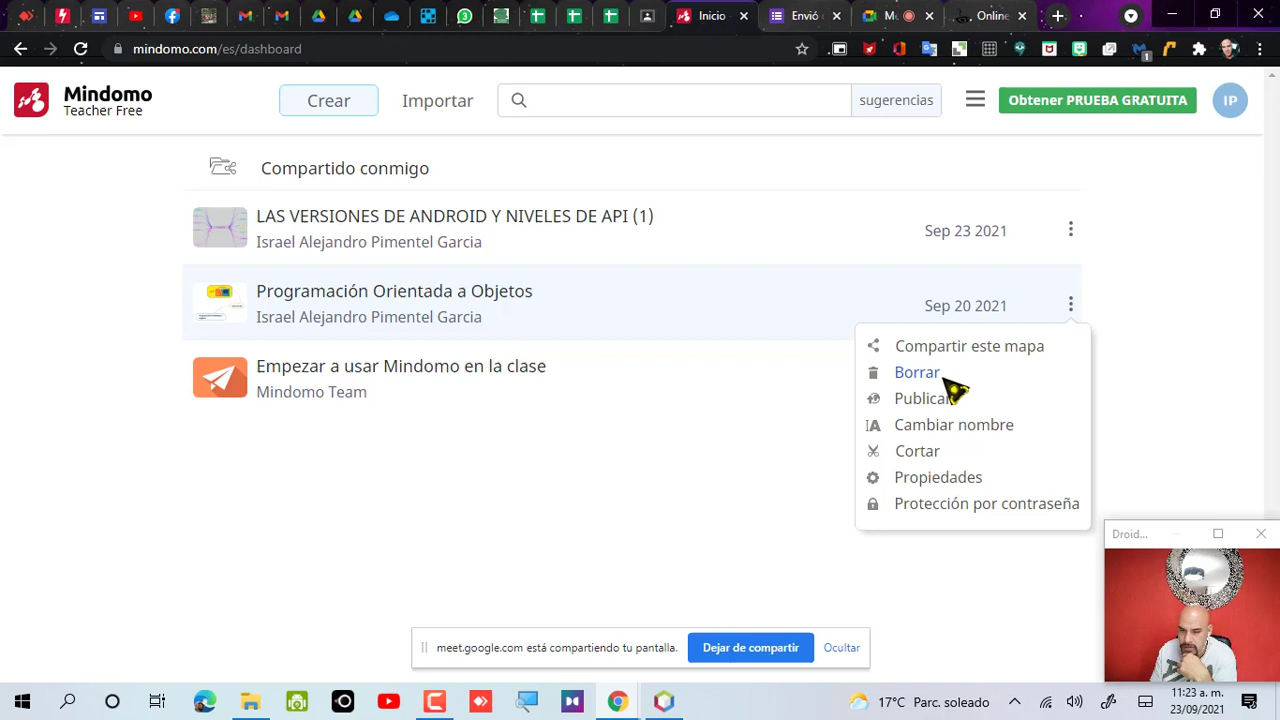 Inicio
Envió c
M
Online
mindomo.com/es/dashboard
1
Mindomo
Teacher Free
Crear
Importar
sugerencias
Obtener PRUEBA GRATUITA
IP
Compartido conmigo
LAS VERSIONES DE ANDROID Y NIVELES DE API (1)
Israel Alejandro Pimentel Garcia
Sep 23 2021
Programación Orientada a Objetos
Israel Alejandro Pimentel Garcia
Sep 20 2021
Compartir este mapa
Empezar a usar Mindomo en la clase
Mindomo Team
Borrar
Publicar
Cambiar nombre
Cortar
Propiedades
Protección por contraseña
Droid...
meet.google.com está compartiendo tu pantalla.
Dejar de compartir
Ocultar
17°C Parc. soleado
11:23 a. m.
23/09/2021